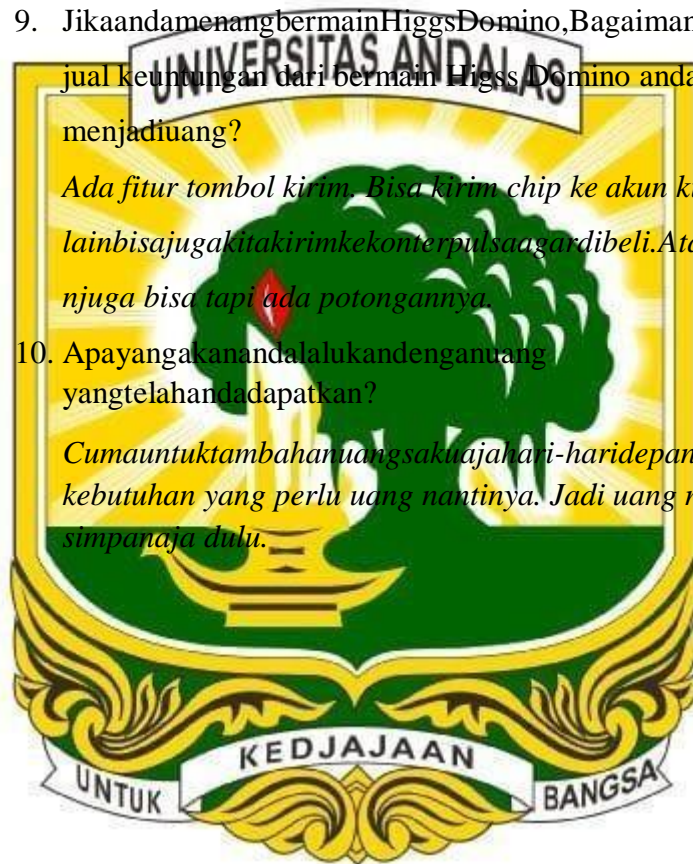 9. JikaandamenangbermainHiggsDomino,Bagaiman
UNIVERSITAS ANDALAS
jual keuntungan dari bermain Higss Domino anda
menjadiuang?
Ada fitur tombol kirim. Bisa kirim chip ke akun
lainbisajugakitakirimkekonterpulsaagardibeli.Ata
njuga bisa tapi ada potongannya.
10. Apayangakanandalalukandenganuang
yangtelahandadapatkan?
Cumauntuktambahanuangsakuajahari-haridepan
kebutuhan yang perlu uang nantinya. Jadi uang
simpanaja dulu.
UNTUK KEDJAJAAN BANGSA